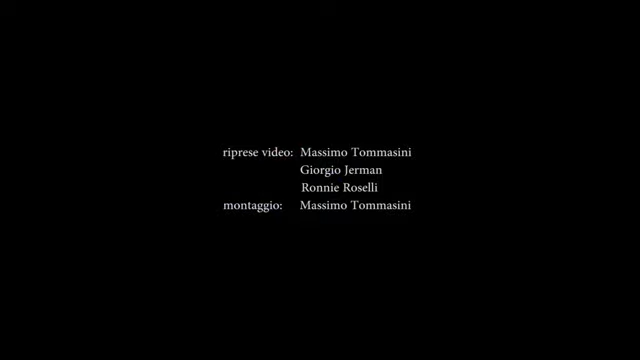 riprese video: Massimo Tommasini
Giorgio Jerman
Ronnie Roselli
montaggio: Massimo Tommasini